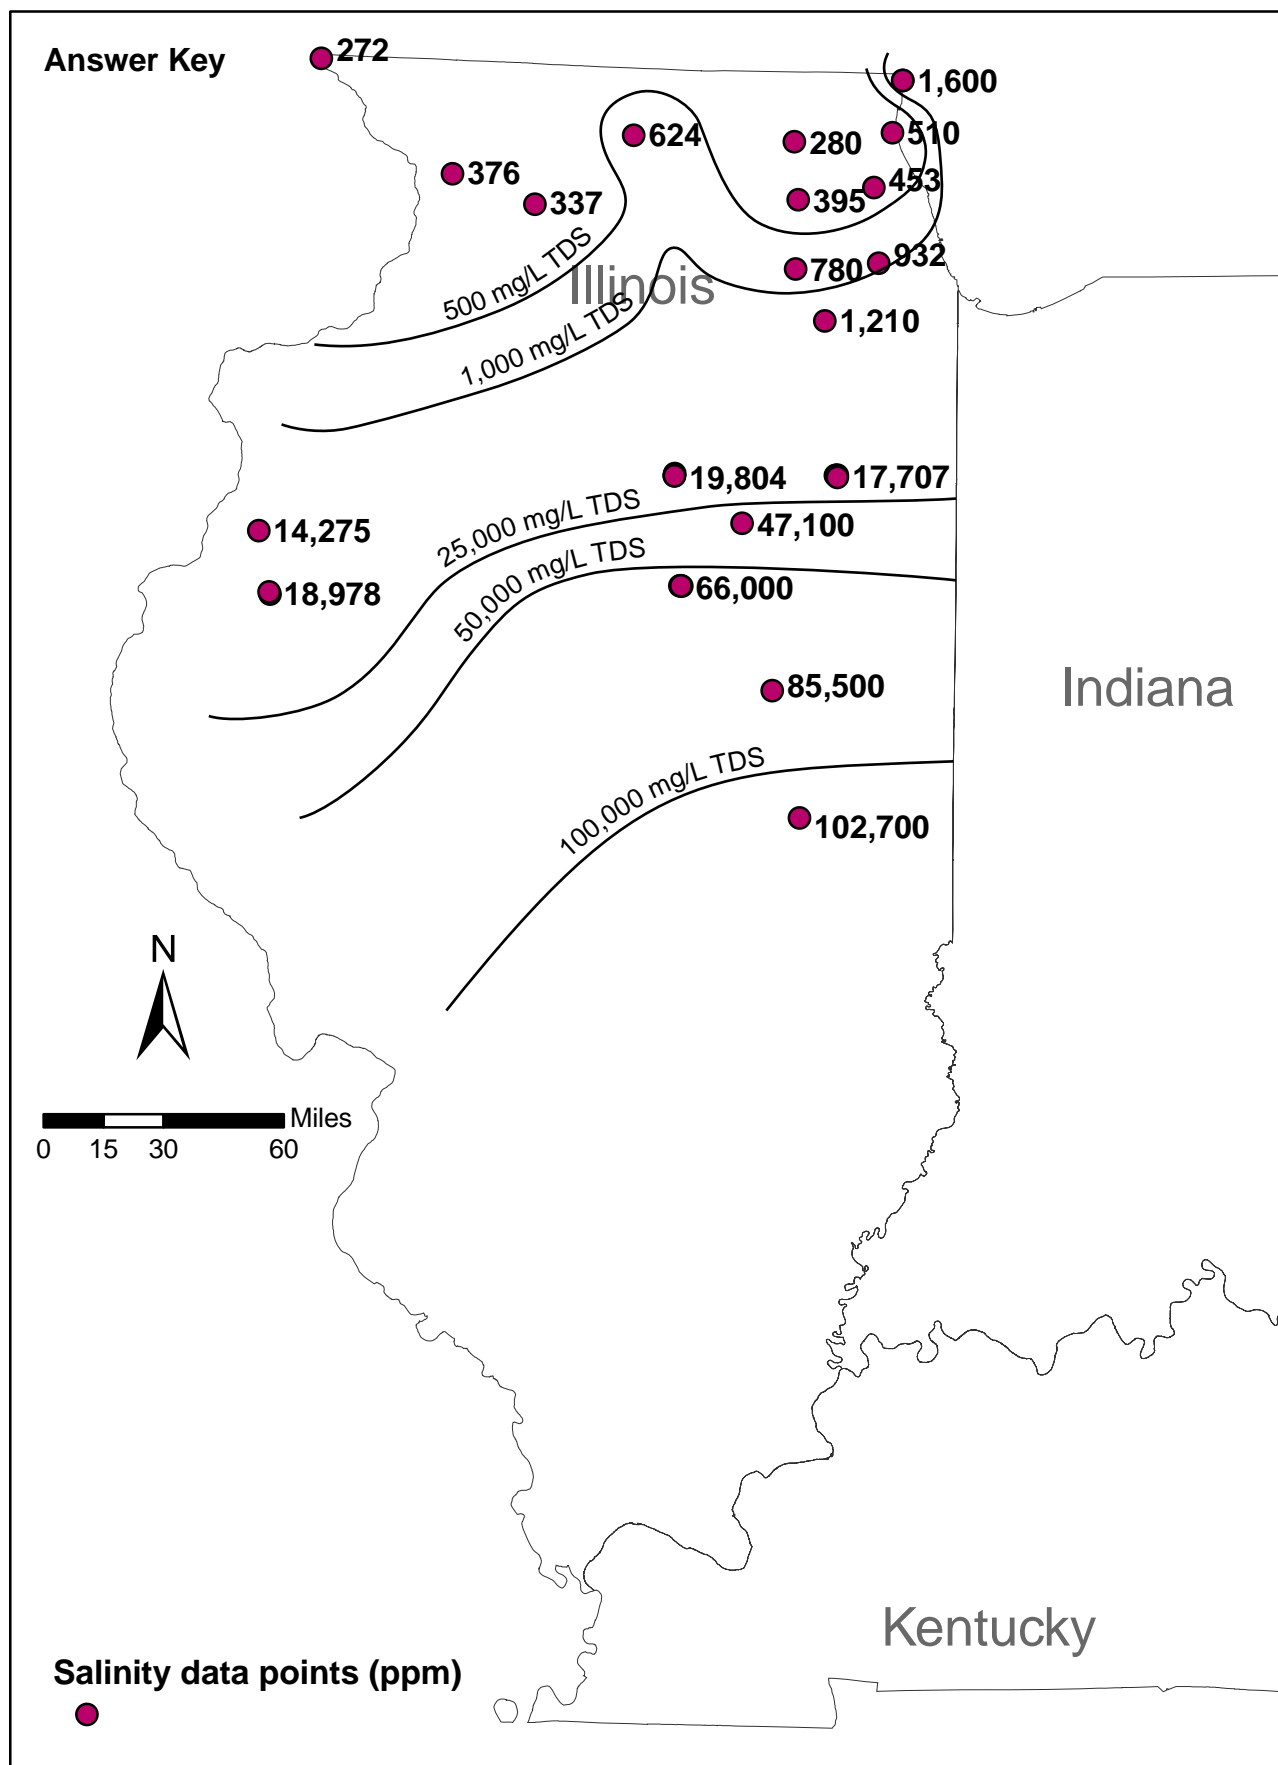 Answer Key
272
1,600
624
280
510
376
337
395
453
500 mg/L TDS
Illinois
780
932
1,000 mg/L TDS
1,210
19,804
17,707
25,000 mg/L TDS
47,100
14,275
50,000 mg/L TDS
66,000
18,978
85,500
Indiana
100,000 mg/L TDS
102,700
N
Miles
0 15 30 60
Kentucky
Salinity data points (ppm)